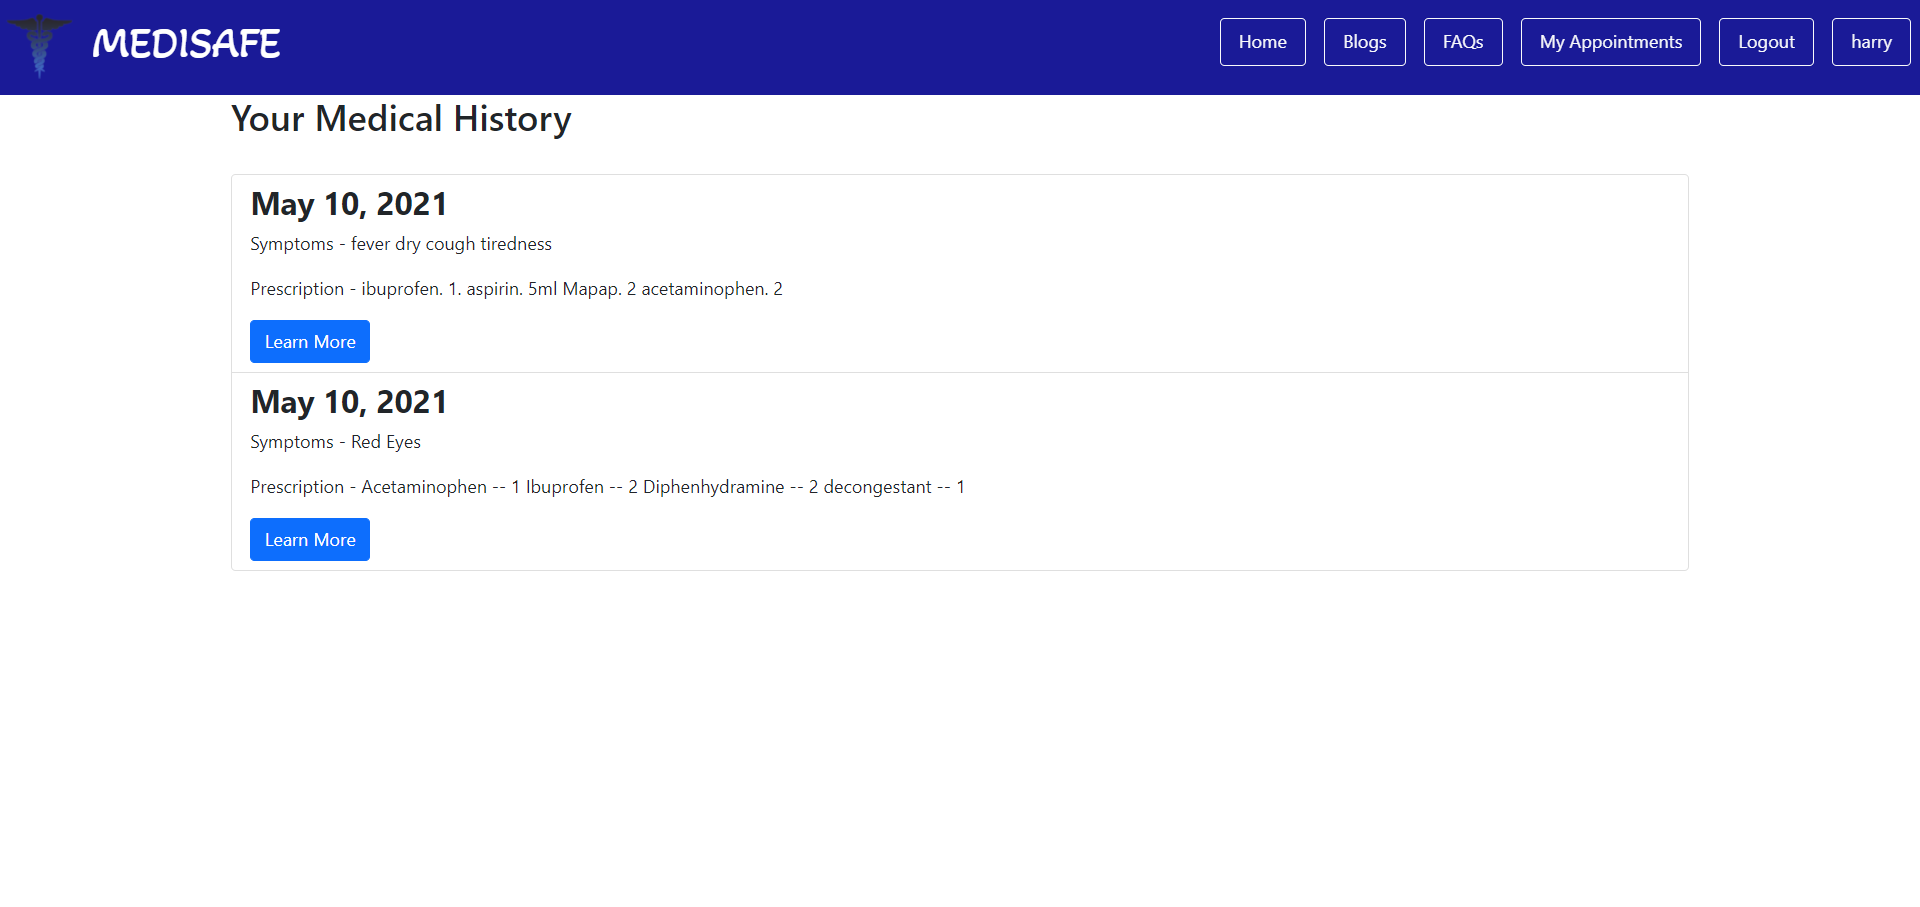 MEDISAFE
Home Blogs FAQs My Appointments Logout harry
Your Medical History
May 10, 2021
Symptoms - fever dry cough tiredness
Prescription - ibuprofen. 1. aspirin. 5ml Mapap. 2 acetaminophen. 2
Learn More
May 10, 2021
Symptoms - Red Eyes
Prescription - Acetaminophen -- 1 Ibuprofen -- 2 Diphenhydramine -- 2 decongestant -- 1
Learn More